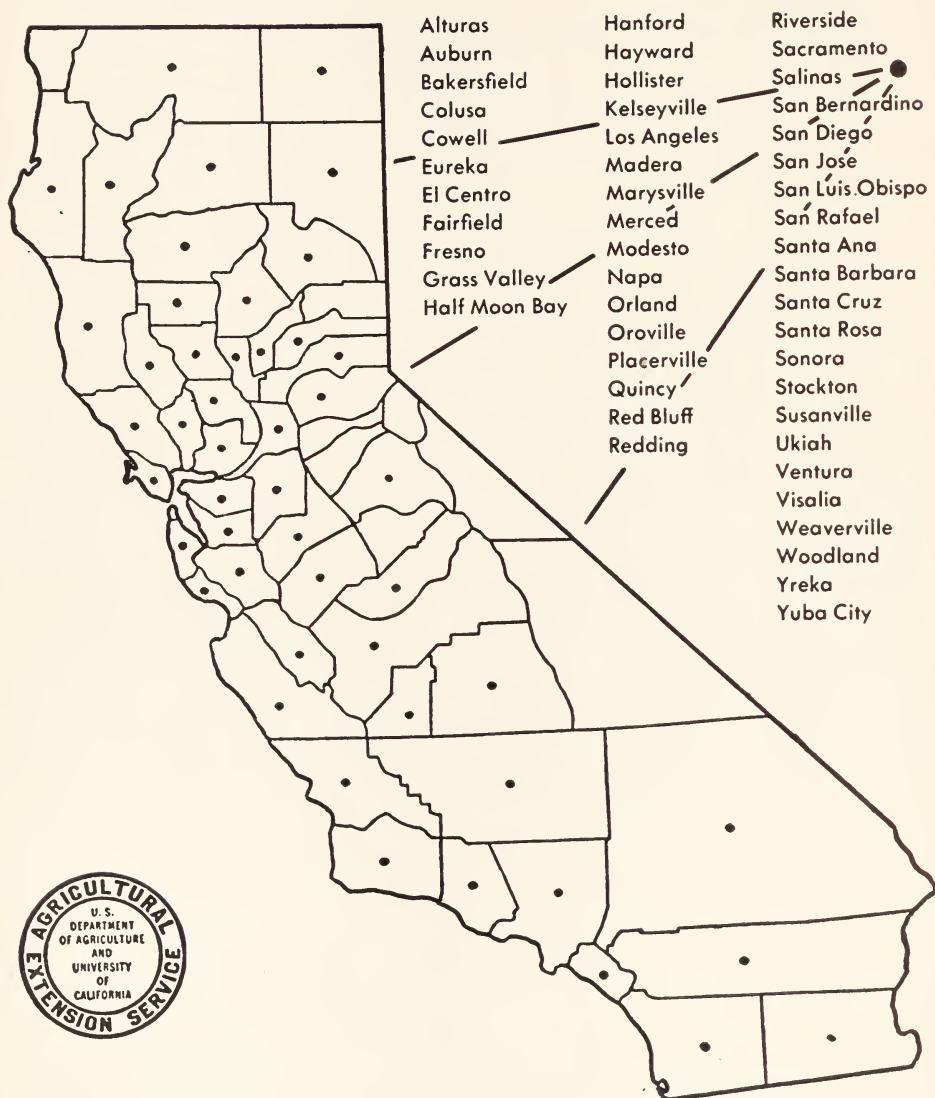 Alturas
Auburn
Bakersfield
Colusa
Cowell
Eureka
El Centro
Fairfield
Fresno
Grass Valley
Half Moon Bay
Hanford
Hayward
Hollister
Kelseyville
Los Angeles
Madera
Marysville
Merced
Modesto
Napa
Orland
Oroville
Placerville
Quincy
Red Bluff
Redding
Riverside
Sacramento
Salinas
San Bernardino
San Diego
San Jose
San Luis Obispo
San Rafael
Santa Ana
Santa Barbara
Santa Cruz
Santa Rosa
Sonora
Stockton
Susanville
Ukiah
Ventura
Visalia
Weaverville
Woodland
Yreka
Yuba City
AGRICULTURAL
EXTENSION SERVICE
U. S.
DEPARTMENT
OF AGRICULTURE
AND
UNIVERSITY
OF
CALIFORNIA